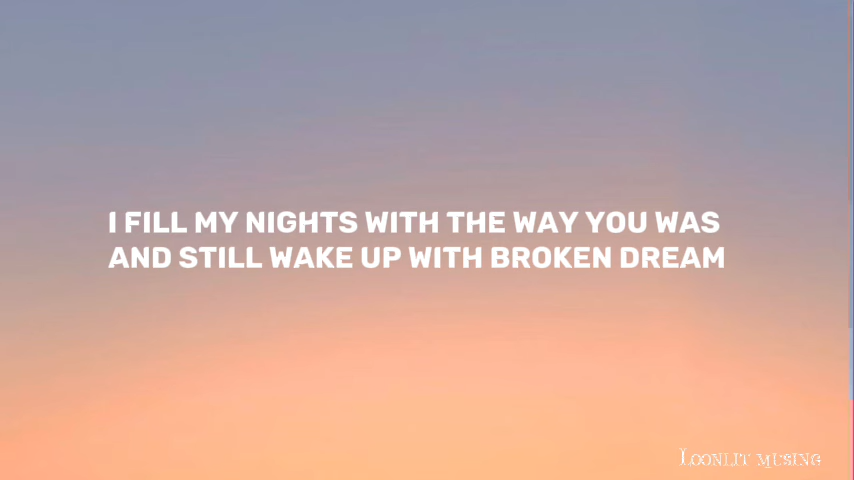 I FILL MY NIGHTS WITH THE WAY YOU WAS
AND STILL WAKE UP WITH BROKEN DREAM
LOONLIT MUSING